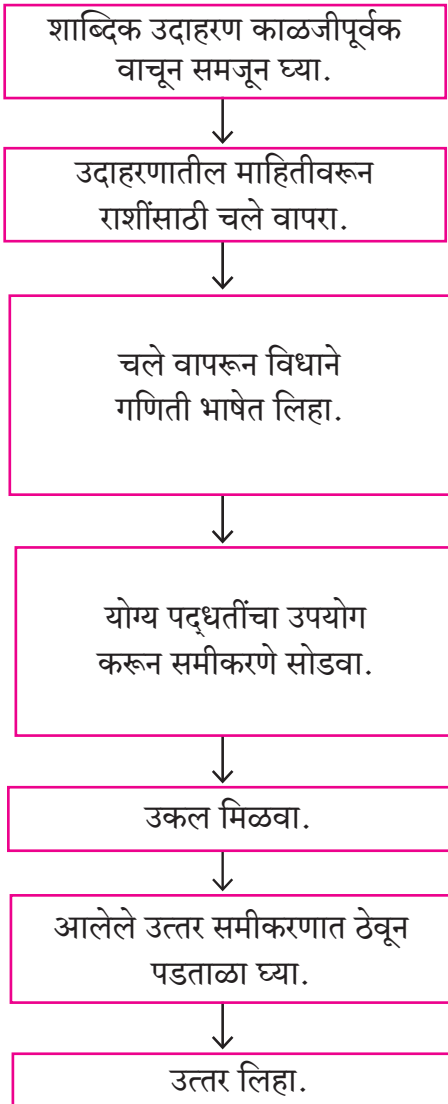 शाब्दिक उदाहरण काळजीपूर्वक
वाचून समजून घ्या.
उदाहरणातील माहितीवरून
राशींसाठी चले वापरा.
चले वापरून विधाने
गणिती भाषेत लिहा.
योग्य पद्धतींचा उपयोग
करून समीकरणे सोडवा.
उकल मिळवा.
आलेले उत्तर समीकरणात ठेवून
पडताळा घ्या.
उत्तर लिहा.